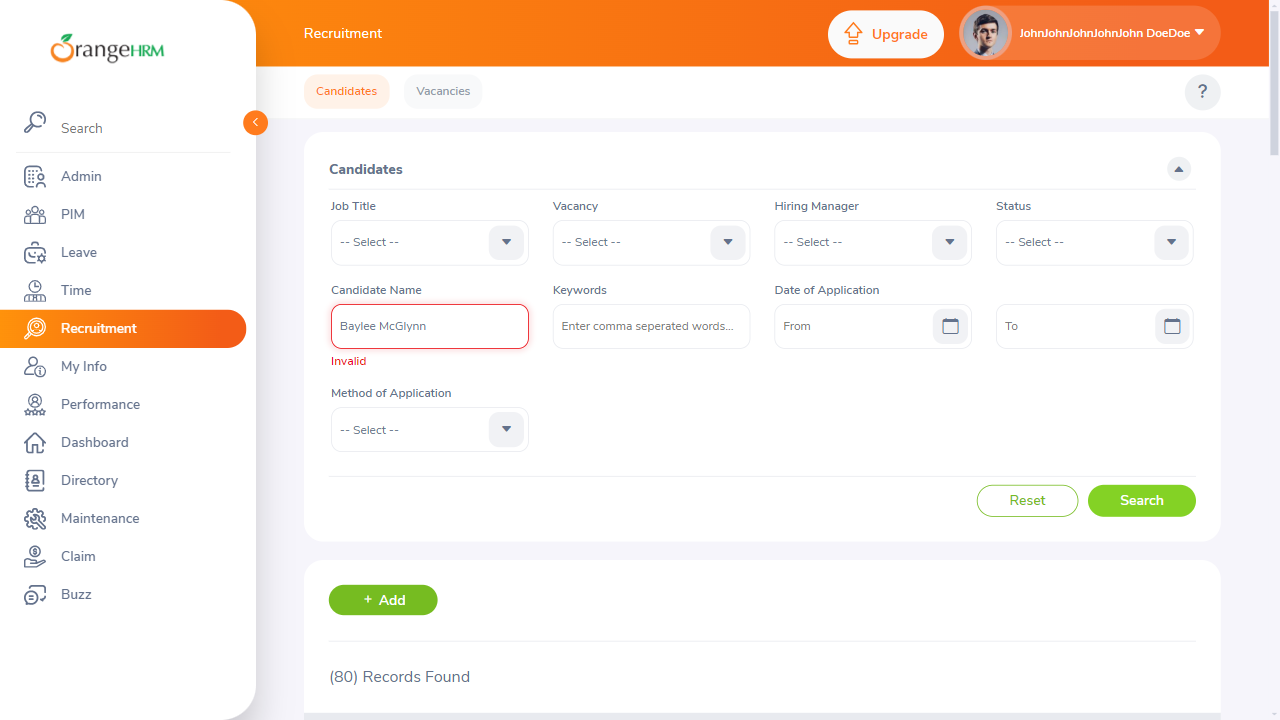 OrangeHRM
Recruitment
Upgrade
JohnJohnJohnJohnJohn DoeDoe
Candidates
Vacancies
?
Search
Admin
PIM
Leave
Time
Recruitment
My Info
Performance
Dashboard
Directory
Maintenance
Claim
Buzz
Candidates
Job Title
Vacancy
Hiring Manager
Status
-- Select --
-- Select --
-- Select --
-- Select --
Candidate Name
Keywords
Date of Application
Baylee McGlynn
Enter comma seperated words...
From
To
Invalid
Method of Application
-- Select --
Reset
Search
+ Add
(80) Records Found